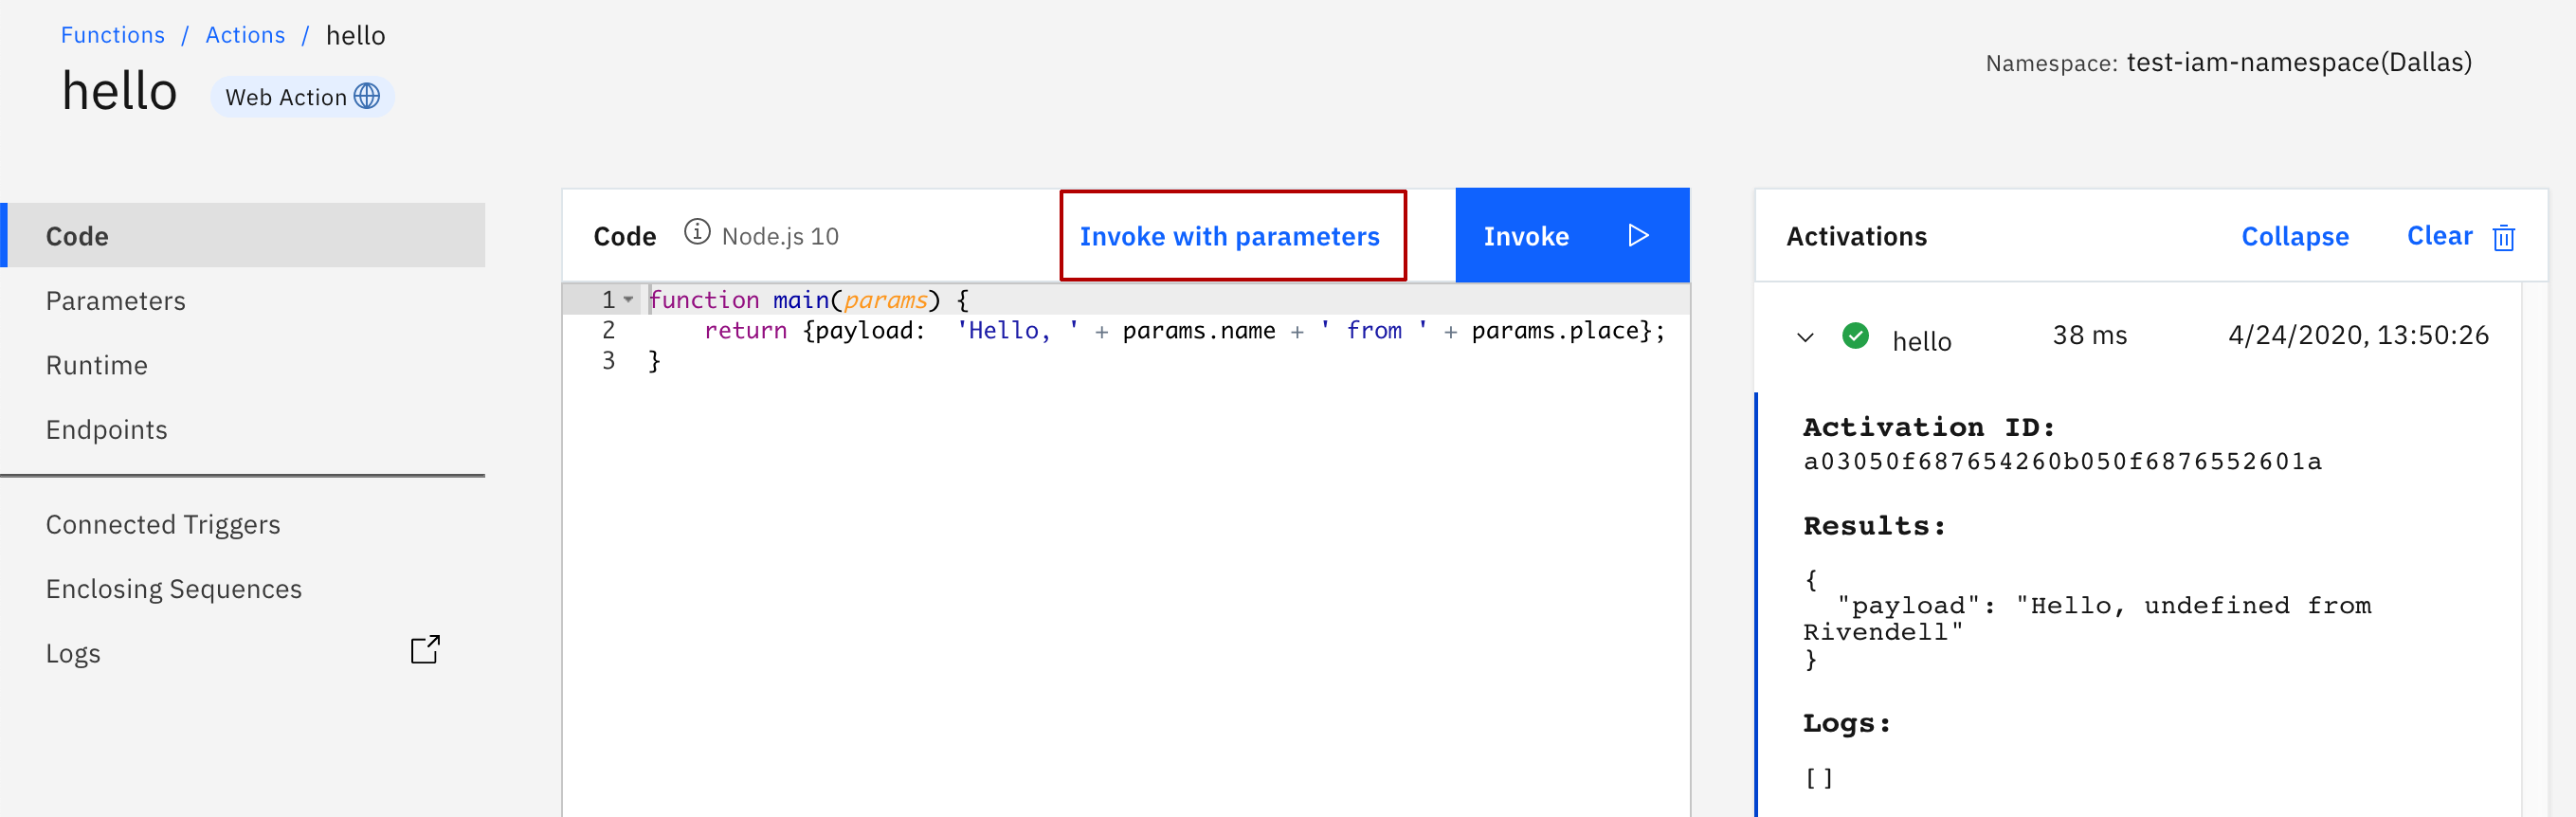 Functions / Actions / hello
hello Web Action
Namespace: test-iam-namespace(Dallas)
Code
Parameters
Runtime
Endpoints
Connected Triggers
Enclosing Sequences
Logs
Code Node.js 10 Invoke with parameters Invoke
1 function main(params) {
2     return {payload:  'Hello, ' + params.name + ' from ' + params.place};
3 }
Activations Collapse Clear
hello 38 ms 4/24/2020, 13:50:26
Activation ID:
a03050f687654260b050f6876552601a
Results:
{
  "payload": "Hello, undefined from
Rivendell"
}
Logs:
[]